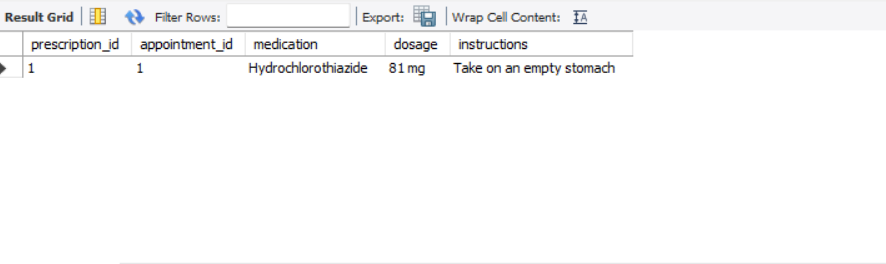 Result Grid Filter Rows: Export: Wrap Cell Content: IA
prescription_id appointment_id medication dosage instructions
1 1 Hydrochlorothiazide 81 mg Take on an empty stomach